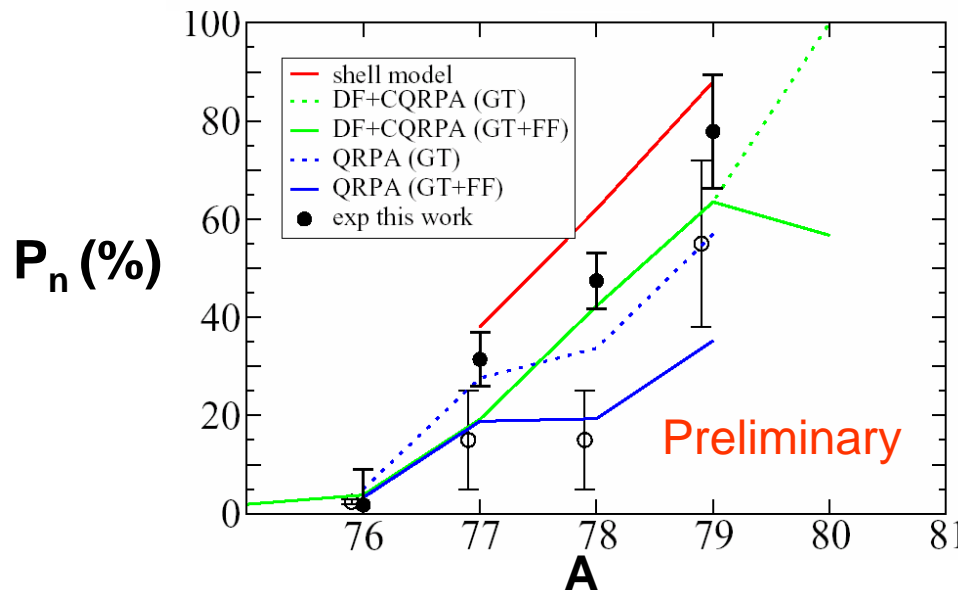 100
80
60
40
20
0
P_n (%)
shell model
DF+CQRPA (GT)
DF+CQRPA (GT+FF)
QRPA (GT)
QRPA (GT+FF)
exp this work
Preliminary
76 77 78 79 80 81
A